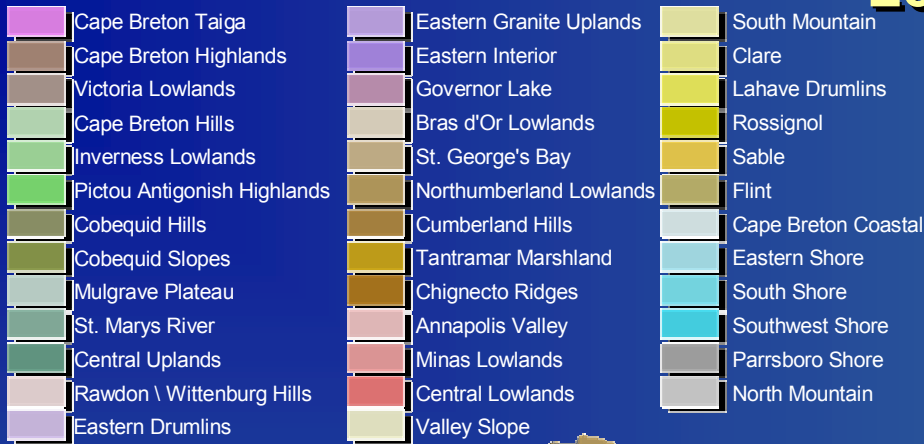 Cape Breton Taiga
Cape Breton Highlands
Victoria Lowlands
Cape Breton Hills
Inverness Lowlands
Pictou Antigonish Highlands
Cobequid Hills
Cobequid Slopes
Mulgrave Plateau
St. Marys River
Central Uplands
Rawdon \ Wittenburg Hills
Eastern Drumlins
Eastern Granite Uplands
Eastern Interior
Governor Lake
Bras d'Or Lowlands
St. George's Bay
Northumberland Lowlands
Cumberland Hills
Tantramar Marshland
Chignecto Ridges
Annapolis Valley
Minas Lowlands
Central Lowlands
Valley Slope
South Mountain
Clare
Lahave Drumlins
Rossignol
Sable
Flint
Cape Breton Coastal
Eastern Shore
South Shore
Southwest Shore
Parrsboro Shore
North Mountain